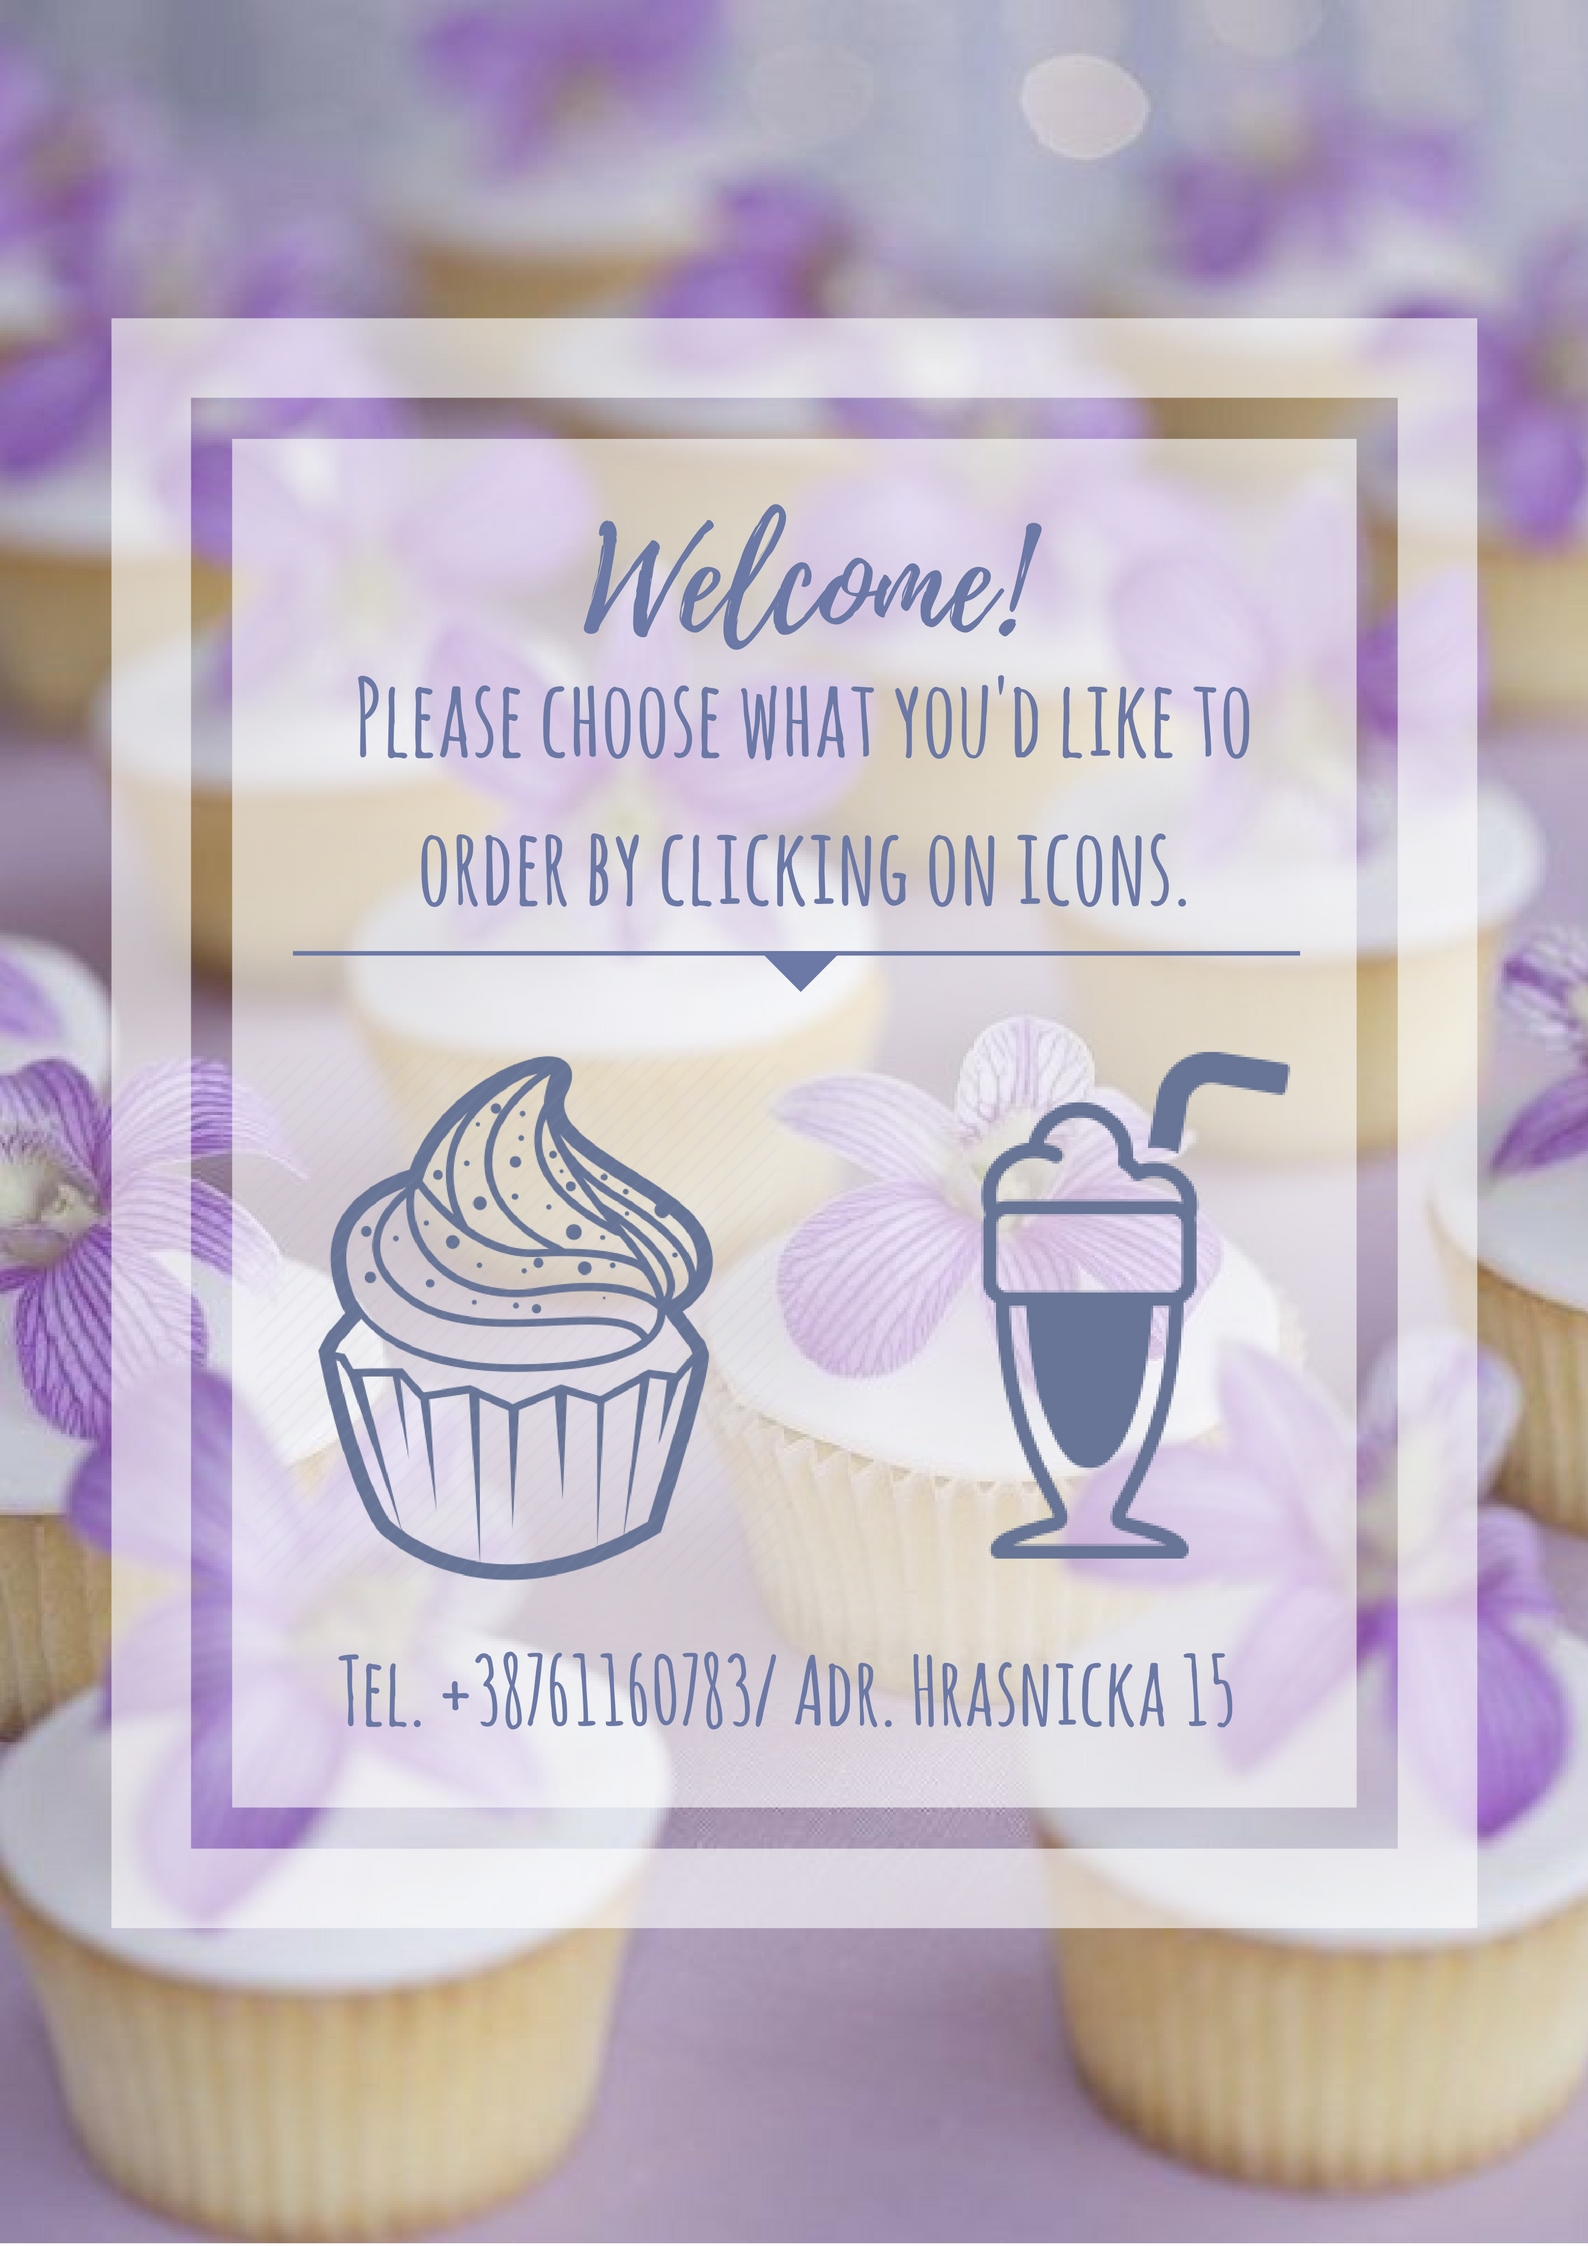 Welcome!
Please choose what you'd like to
order by clicking on icons.
Tel. +38761160783/ Adr. Hrasnicka 15